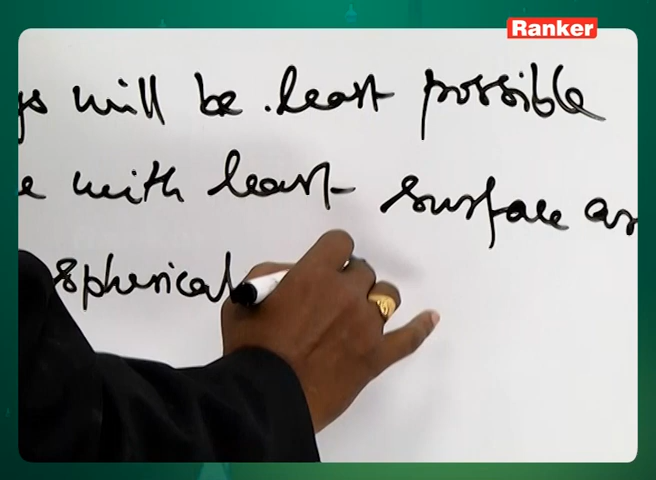 Ranker
will be least possible
with least surface
spherical